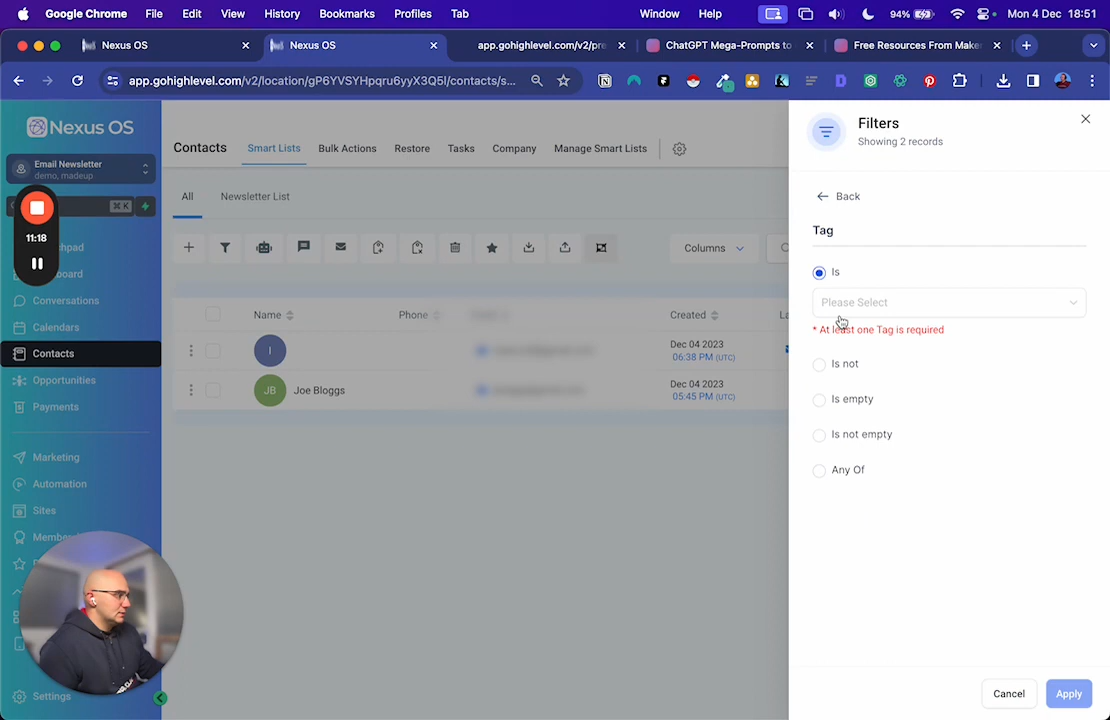 Google Chrome File Edit View History Bookmarks Profiles Tab Window Help 94% Mon 4 Dec 18:51
Nexus OS
Nexus OS
app.gohighlevel.com/v2/pre
ChatGPT Mega-Prompts to
Free Resources From Make
app.gohighlevel.com/v2/location/gP6YVSYHpqru6yyX3Q5I/contacts/s...
Nexus OS
Email Newsletter
demo, madeup
⌘ K
11:18
hpad
board
Conversations
Calendars
Contacts
Opportunities
Payments
Marketing
Automation
Sites
Memb
Settings
Contacts
Smart Lists
Bulk Actions
Restore
Tasks
Company
Manage Smart Lists
All
Newsletter List
Columns
Name
Phone
Created
La
I
Dec 04 2023
06:38 PM (UTC)
JB
Joe Bloggs
Dec 04 2023
05:45 PM (UTC)
Filters
Showing 2 records
Back
Tag
Is
Please Select
* At least one Tag is required
Is not
Is empty
Is not empty
Any Of
Cancel
Apply